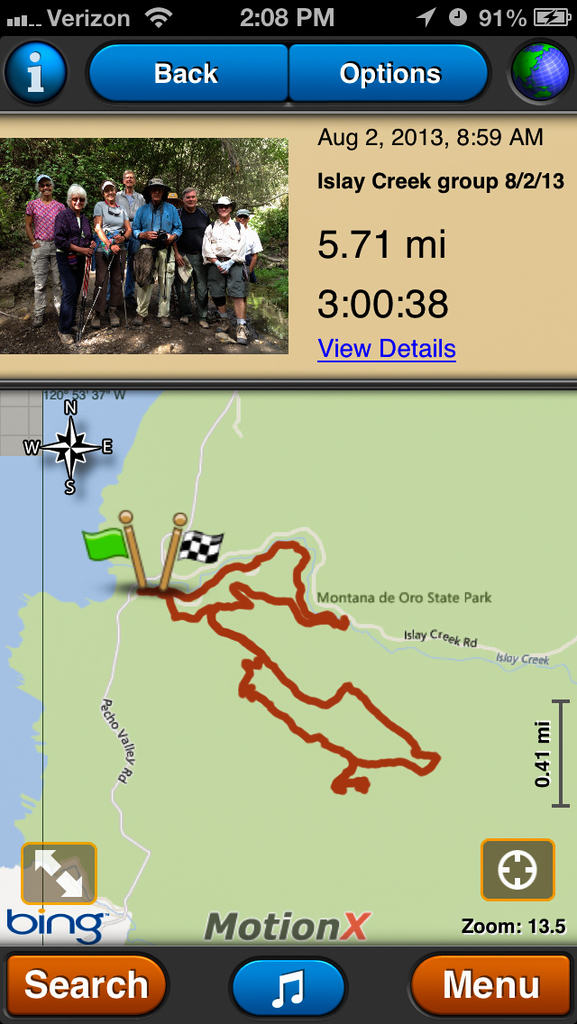 Verizon 2:08 PM 91%
i Back Options
Aug 2, 2013, 8:59 AM
Islay Creek group 8/2/13
5.71 mi
3:00:38
View Details
120° 53' 37" W
N
W E
S
Montana de Oro State Park
Islay Creek Rd
Islay Creek
Pecho Valley Rd
0.41 mi
bing
MotionX
Zoom: 13.5
Search Menu